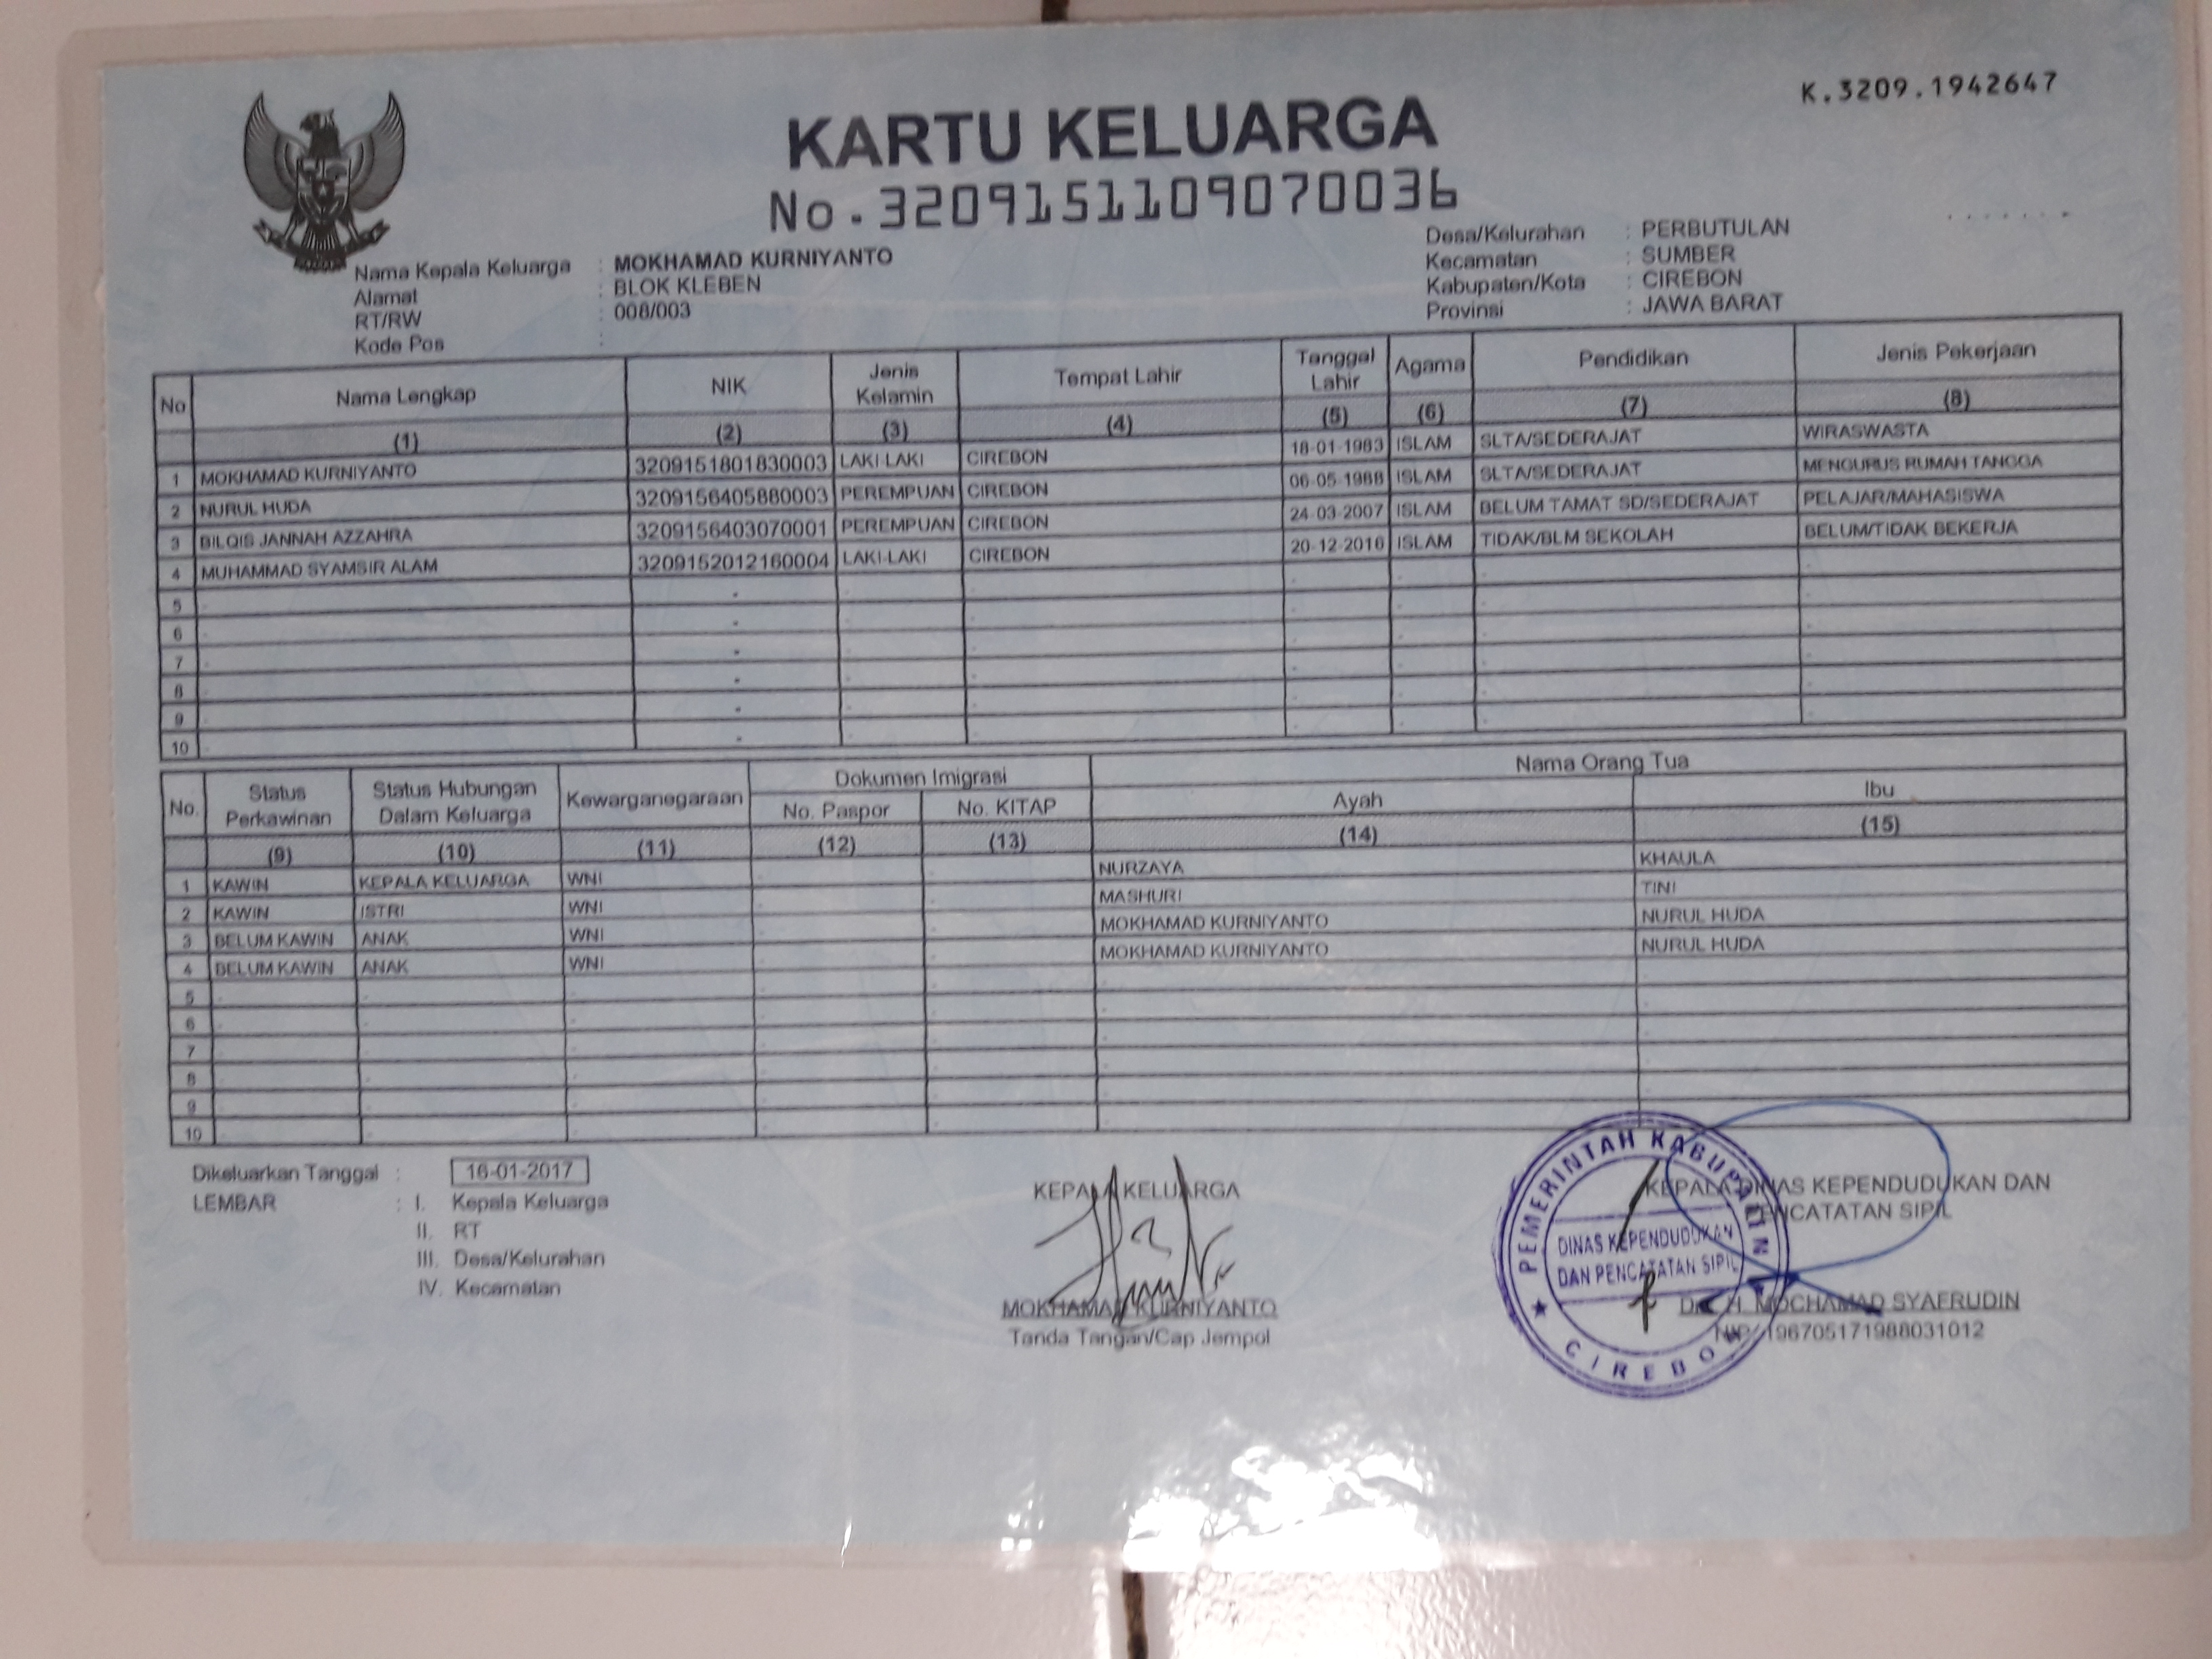 K.3209.1942647
KARTU KELUARGA
No. 3209151109070036
Nama Kepala Keluarga : MOKHAMAD KURNIYANTO
Alamat : BLOK KLEBEN
RT/RW : 008/003
Kode Pos :
Desa/Kelurahan : PERBUTULAN
Kecamatan : SUMBER
Kabupaten/Kota : CIREBON
Provinsi : JAWA BARAT
No Nama Lengkap NIK Jenis Kelamin Tempat Lahir Tanggal Lahir Agama Pendidikan Jenis Pekerjaan
(1) (2) (3) (4) (5) (6) (7) (8)
1 MOKHAMAD KURNIYANTO 3209151801830003 LAKI-LAKI CIREBON 18-01-1983 ISLAM SLTA/SEDERAJAT WIRASWASTA
2 NURUL HUDA 3209156405880003 PEREMPUAN CIREBON 06-05-1988 ISLAM SLTA/SEDERAJAT MENGURUS RUMAH TANGGA
3 BILQIS JANNAH AZZAHRA 3209156403070001 PEREMPUAN CIREBON 24-03-2007 ISLAM BELUM TAMAT SD/SEDERAJAT PELAJAR/MAHASISWA
4 MUHAMMAD SYAMSIR ALAM 3209152012160004 LAKI-LAKI CIREBON 20-12-2016 ISLAM TIDAK/BLM SEKOLAH BELUM/TIDAK BEKERJA
5 - - - - - - - -
6 - - - - - - - -
7 - - - - - - - -
8 - - - - - - - -
9 - - - - - - - -
10 - - - - - - - -
No. Status Perkawinan Status Hubungan Dalam Keluarga Kewarganegaraan Dokumen Imigrasi Nama Orang Tua
No. Paspor No. KITAP Ayah Ibu
(9) (10) (11) (12) (13) (14) (15)
1 KAWIN KEPALA KELUARGA WNI - - NURZAYA KHAULA
2 KAWIN ISTRI WNI - - MASHURI TINI
3 BELUM KAWIN ANAK WNI - - MOKHAMAD KURNIYANTO NURUL HUDA
4 BELUM KAWIN ANAK WNI - - MOKHAMAD KURNIYANTO NURUL HUDA
5 - - - - - - -
6 - - - - - - -
7 - - - - - - -
8 - - - - - - -
9 - - - - - - -
10 - - - - - - -
Dikeluarkan Tanggal : 16-01-2017
LEMBAR : I. Kepala Keluarga
II. RT
III. Desa/Kelurahan
IV. Kecamatan
KEPALA KELUARGA
MOKHAMAD KURNIYANTO
Tanda Tangan/Cap Jempol
KEPALA DINAS KEPENDUDUKAN DAN
PENCATATAN SIPIL
PEMERINTAH KABUPATEN
DINAS KEPENDUDUKAN
DAN PENCATATAN SIPIL
CIREBON
MOCHAMAD SYAFRUDIN
NIP. 196705171988031012